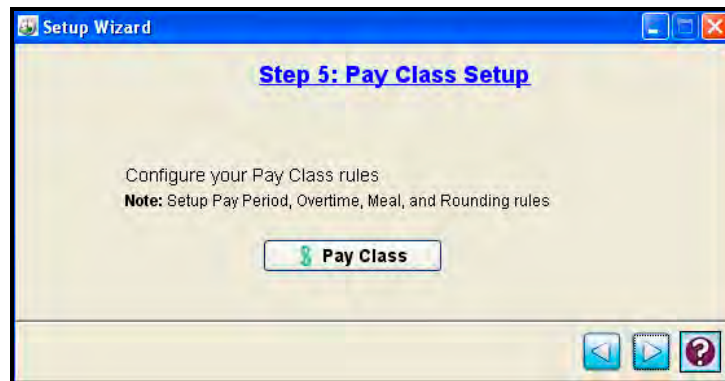 Setup Wizard
Step 5: Pay Class Setup
Configure your Pay Class rules
Note: Setup Pay Period, Overtime, Meal, and Rounding rules
Pay Class
?